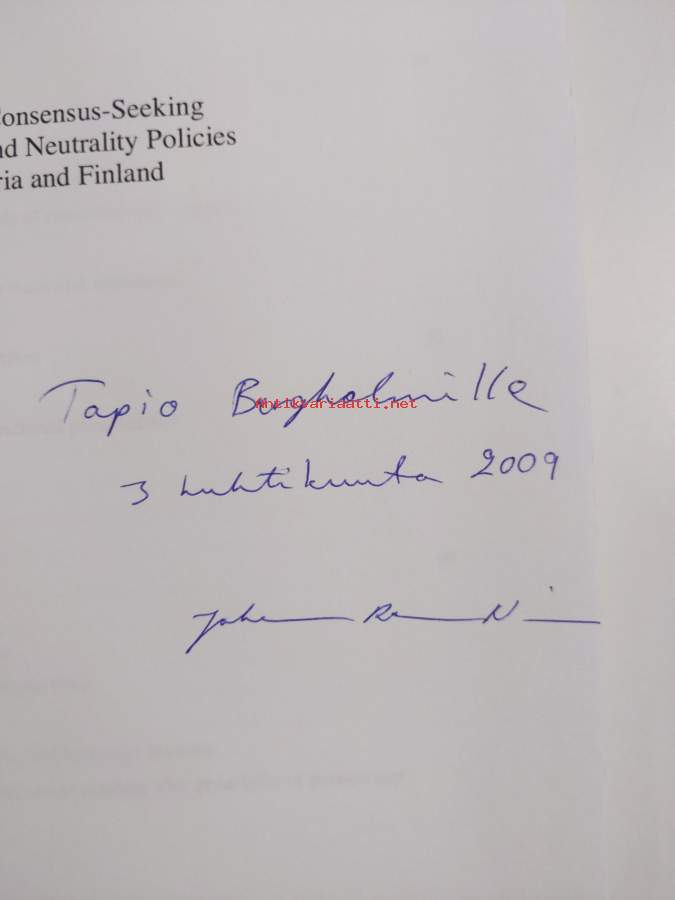 Consensus-Seeking
nd Neutrality Policies
ria and Finland
Tapio Bergholmille
Antikvariaatti.net
3 huhtikuuta 2009